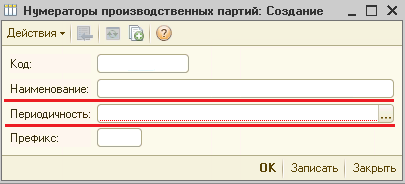 Нумераторы производственных партий: Создание
Действия
Код:
Наименование:
Периодичность:
...
Префикс:
OK Записать Закрыть